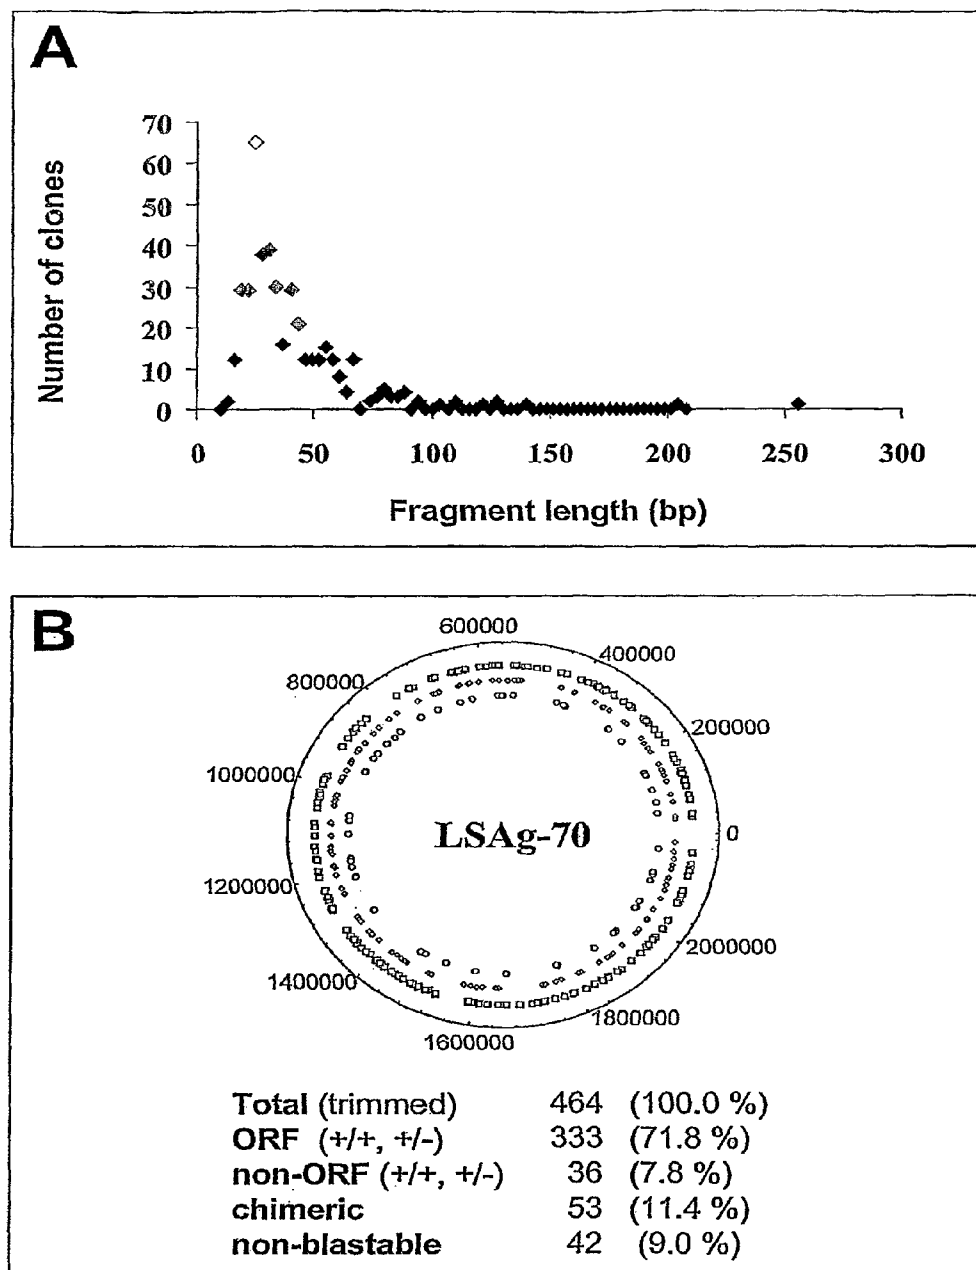 A
70
60
50
40
30
20
10
0
Number of clones
0 50 100 150 200 250 300
Fragment length (bp)
B
600000
800000 400000
200000
1000000
LSAg-70 0
1200000
2000000
1400000
1800000
1600000
Total (trimmed) 464 (100.0 %)
ORF (+/+, +/-) 333 (71.8 %)
non-ORF (+/+, +/-) 36 (7.8 %)
chimeric 53 (11.4 %)
non-blastable 42 (9.0 %)